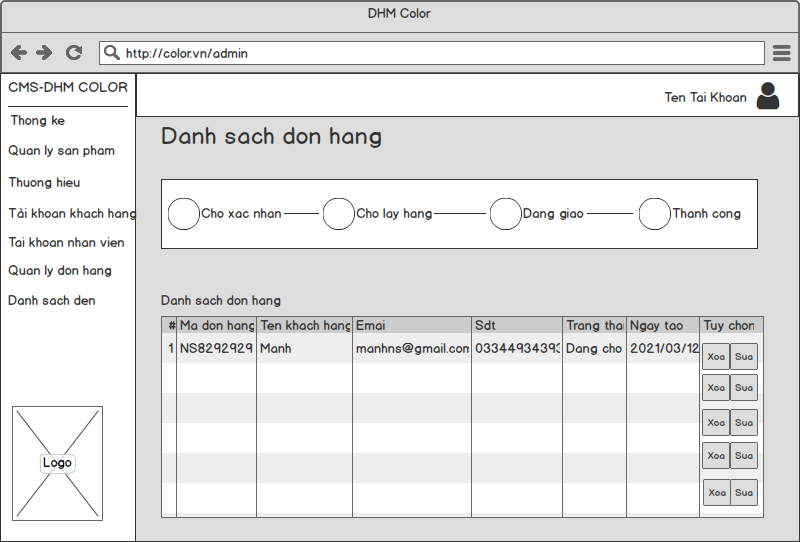 DHM Color
http://color.vn/admin
CMS-DHM COLOR
Ten Tai Khoan
Thong ke
Quan ly san pham
Thuong hieu
Tài khoan khach hang
Tai khoan nhan vien
Quan ly don hang
Danh sach den
Logo
Danh sach don hang
Cho xac nhan
Cho lay hang
Dang giao
Thanh cong
Danh sach don hang
# Ma don hang Ten khach hang Emai Sdt Trang thai Ngay tao Tuy chon
1 NS8292929 Manh manhns@gmail.com 03344934393 Dang cho 2021/03/12 Xoa Sua
Xoa Sua
Xoa Sua
Xoa Sua
Xoa Sua